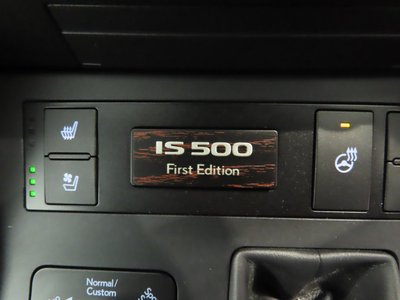 IS 500
First Edition
Normal/
Custom